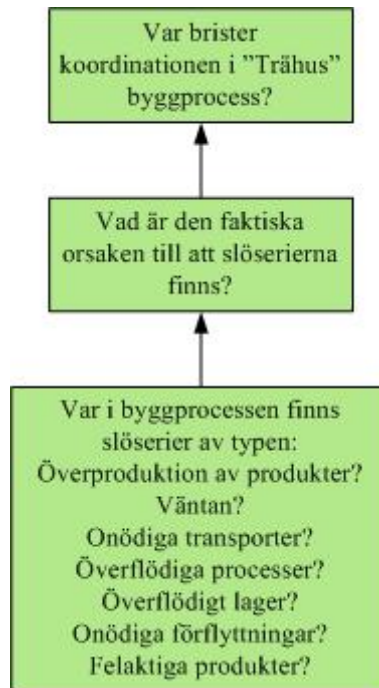 Var brister
koordinationen i ”Trähus”
byggprocess?
Vad är den faktiska
orsaken till att slöserierna
finns?
Var i byggprocessen finns
slöserier av typen:
Överproduktion av produkter?
Väntan?
Onödiga transporter?
Överflödiga processer?
Överflödigt lager?
Onödiga förflyttningar?
Felaktiga produkter?